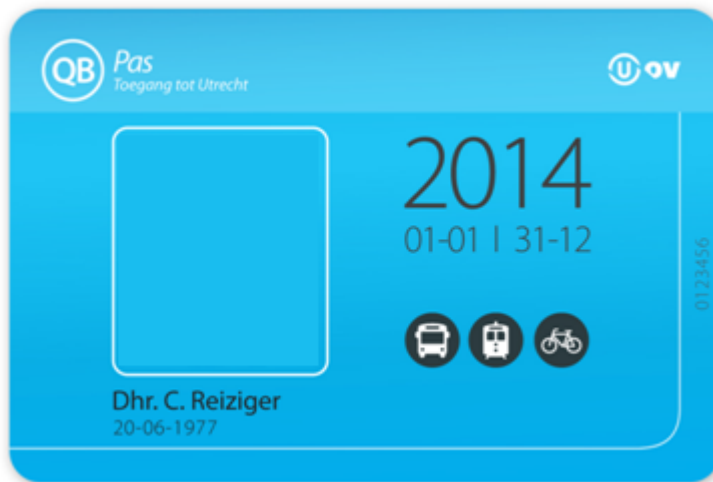 QB Pas
Toegang tot Utrecht
U OV
2014
01-01 | 31-12
0123456
Dhr. C. Reiziger
20-06-1977